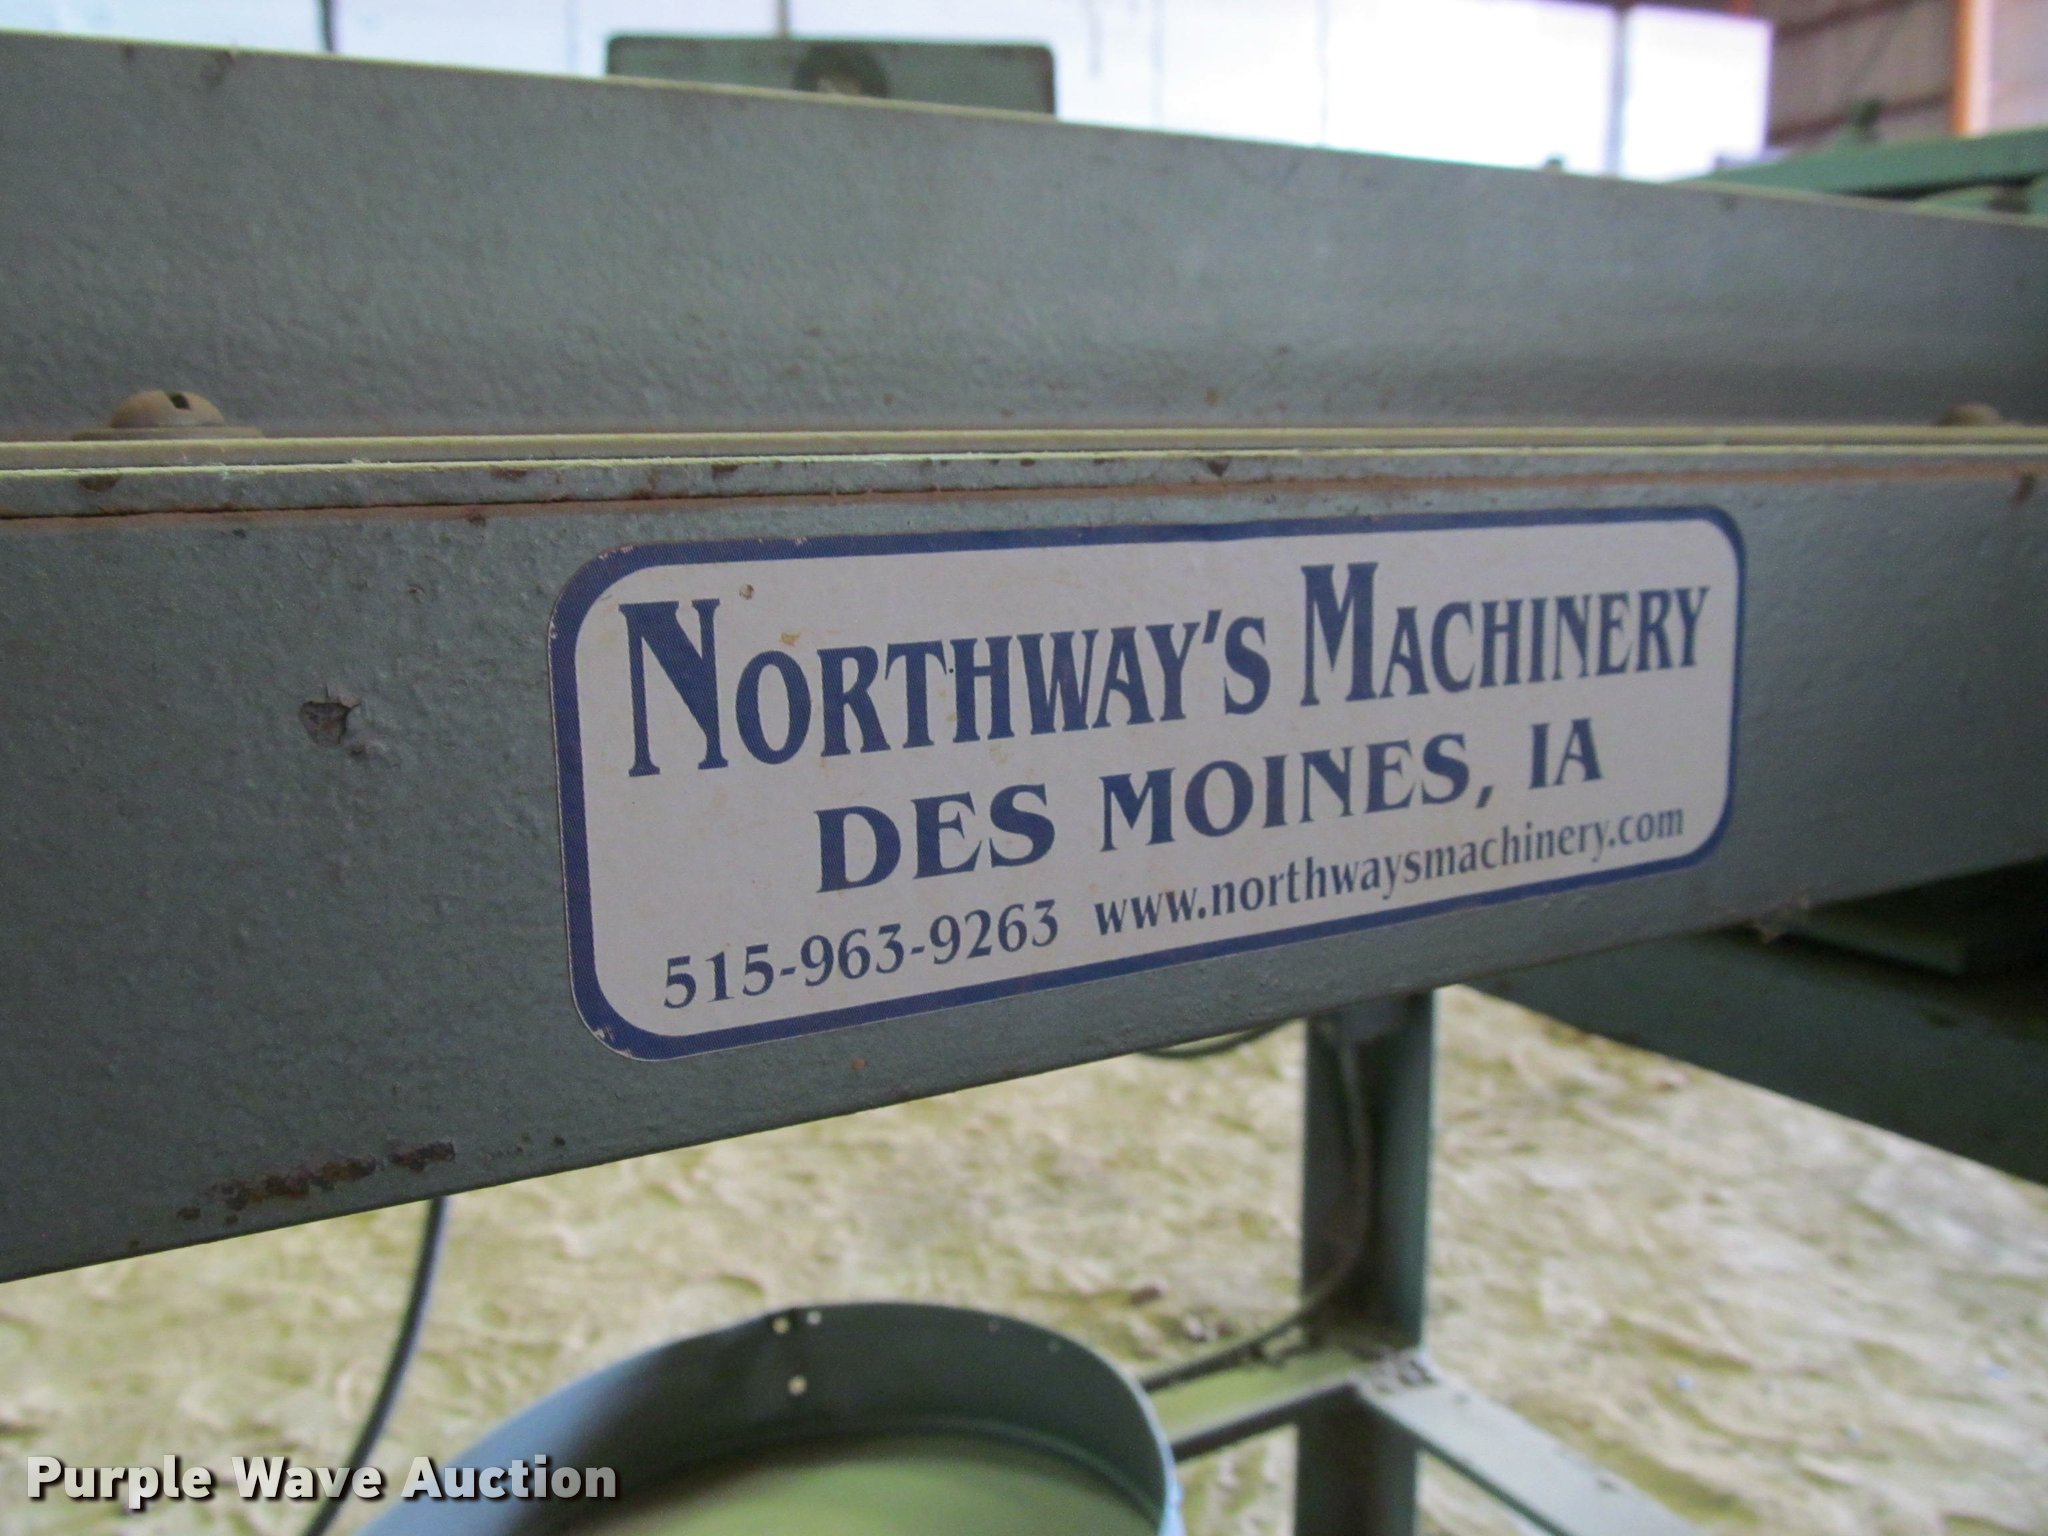 NORTHWAY'S MACHINERY
DES MOINES, IA
515-963-9263 www.northwaysmachinery.com
Purple Wave Auction